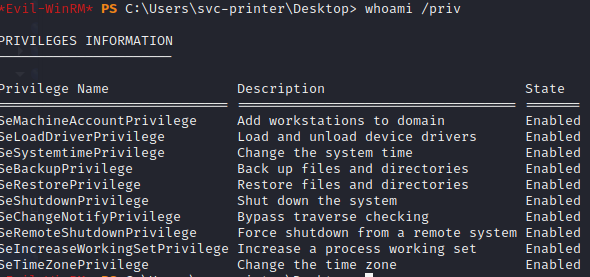 *Evil-WinRM* PS C:\Users\svc-printer\Desktop> whoami /priv
PRIVILEGES INFORMATION
----------------------
Privilege Name Description State
============================= =================================== =======
SeMachineAccountPrivilege Add workstations to domain Enabled
SeLoadDriverPrivilege Load and unload device drivers Enabled
SeSystemtimePrivilege Change the system time Enabled
SeBackupPrivilege Back up files and directories Enabled
SeRestorePrivilege Restore files and directories Enabled
SeShutdownPrivilege Shut down the system Enabled
SeChangeNotifyPrivilege Bypass traverse checking Enabled
SeRemoteShutdownPrivilege Force shutdown from a remote system Enabled
SeIncreaseWorkingSetPrivilege Increase a process working set Enabled
SeTimeZonePrivilege Change the time zone Enabled